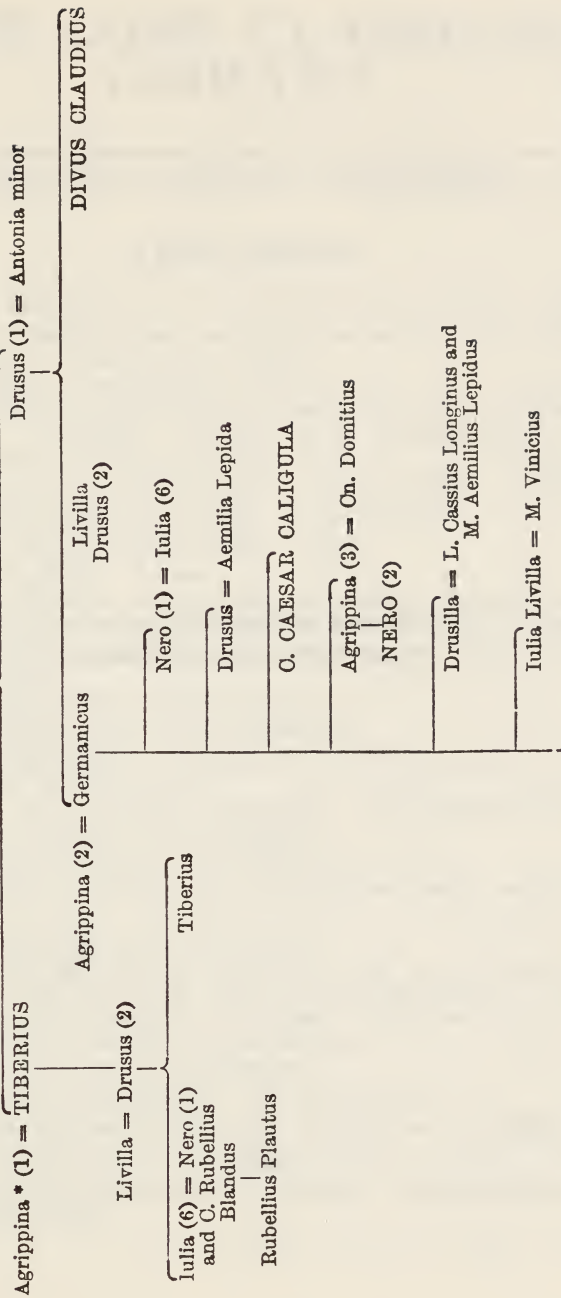 Agrippina * (1) = TIBERIUS
Drusus (1) = Antonia minor
Livilla = Drusus (2)
Agrippina (2) = Germanicus
Livilla
Drusus (2)
DIVUS CLAUDIUS
Iulia (6) = Nero (1)
and C. Rubellius
Blandus
Tiberius
Rubellius Plautus
Nero (1) = Iulia (6)
Drusus = Aemilia Lepida
C. CAESAR CALIGULA
Agrippina (3) = Cn. Domitius
NERO (2)
Drusilla = L. Cassius Longinus and
M. Aemilius Lepidus
Iulia Livilla = M. Vinicius